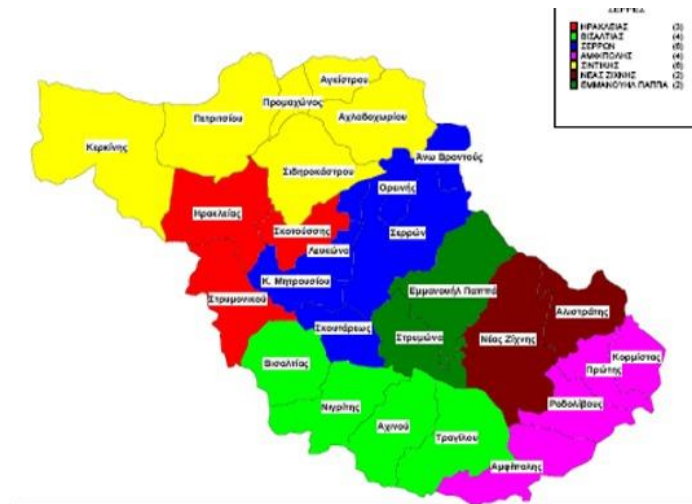 ΣΕΡΡΕΣ
ΗΡΑΚΛΕΙΑΣ (3)
ΒΙΣΑΛΤΙΑΣ (4)
ΣΕΡΡΩΝ (6)
ΑΜΦΙΠΟΛΗΣ (4)
ΣΙΝΤΙΚΗΣ (6)
ΝΕΑΣ ΖΙΧΝΗΣ (2)
ΕΜΜΑΝΟΥΗΛ ΠΑΠΠΑ (2)
Αγκίστρου
Προμαχώνος
Πετριτσίου
Αχλαδοχωρίου
Κερκίνης
Άνω Βροντούς
Σιδηροκάστρου
Ορεινής
Ηρακλείας
Σκοτούσσης
Σερρών
Λευκώνα
Κ. Μητρουσίου
Εμμανουήλ Παππά
Στρυμονικού
Αλιστράτης
Σκουτάρεως
Στρυμώνα
Νέας Ζίχνης
Κορμίστας
Πρώτης
Βισαλτίας
Ροδολίβους
Νιγρίτης
Αχινού
Τραγίλου
Αμφίπολης